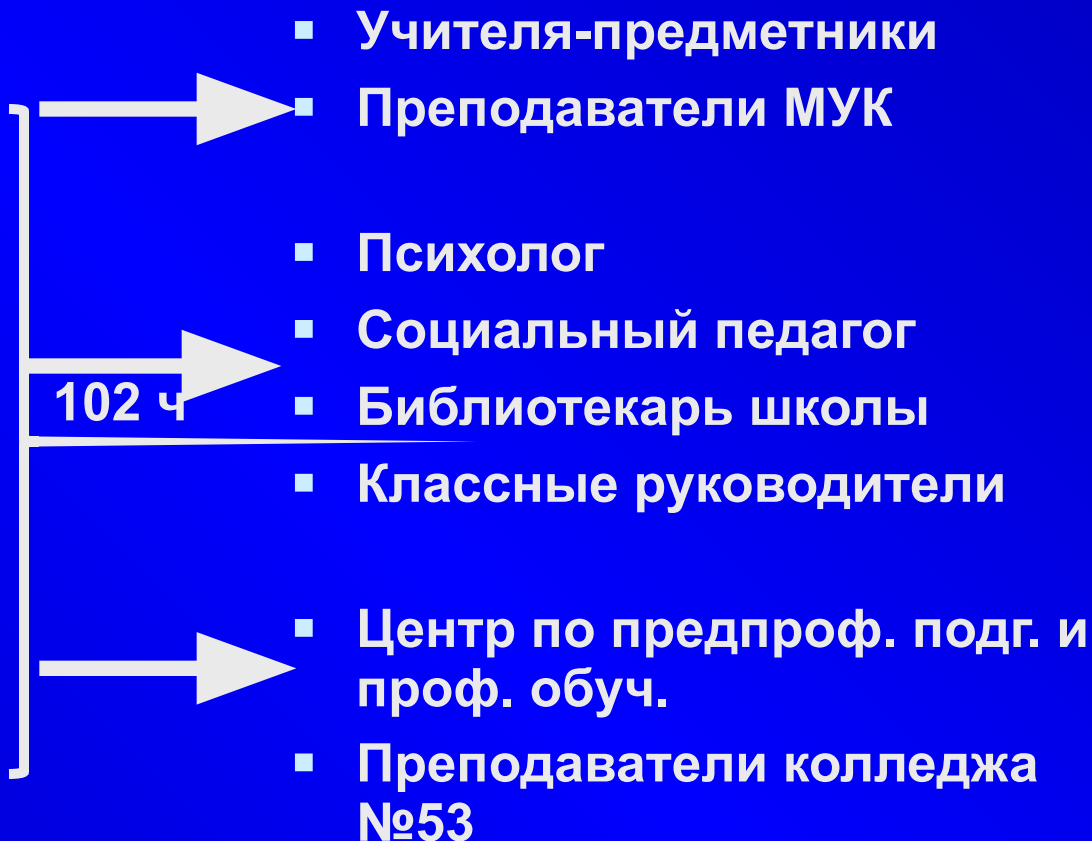 Учителя-предметники
Преподаватели МУК
Психолог
Социальный педагог
102 ч
Библиотекарь школы
Классные руководители
Центр по предпроф. подг. и
проф. обуч.
Преподаватели колледжа
№53